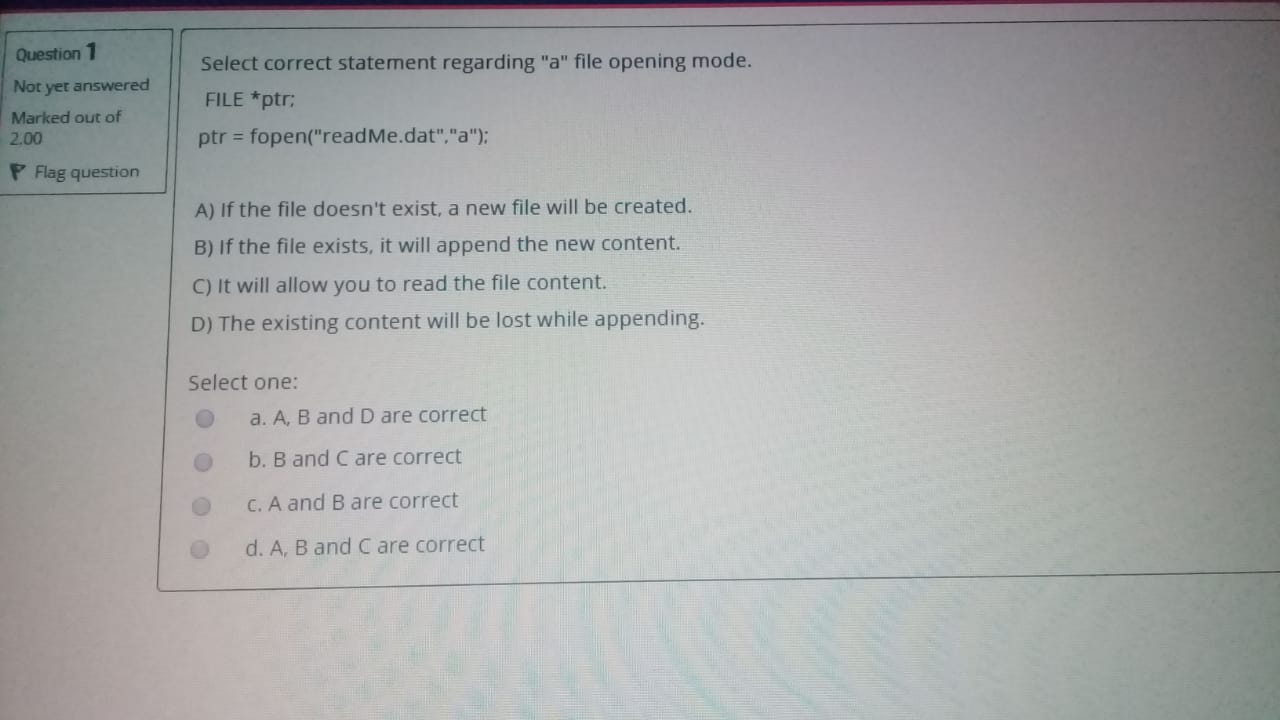 Question 1
Not yet answered
Marked out of
2.00
Flag question
Select correct statement regarding "a" file opening mode.
FILE *ptr;
ptr = fopen("readMe.dat","a");
A) If the file doesn't exist, a new file will be created.
B) If the file exists, it will append the new content.
C) It will allow you to read the file content.
D) The existing content will be lost while appending.
Select one:
a. A, B and D are correct
b. B and C are correct
c. A and B are correct
d. A, B and C are correct